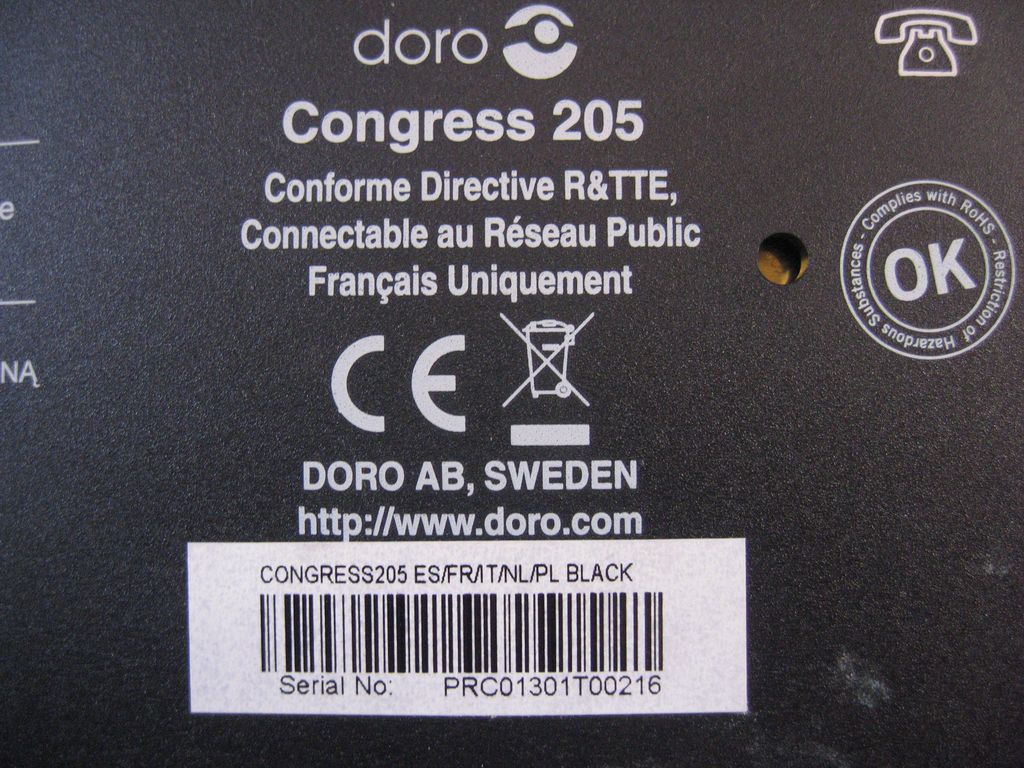 doro
Congress 205
Conforme Directive R&TTE,
Connectable au Réseau Public
Français Uniquement
CE
DORO AB, SWEDEN
http://www.doro.com
CONGRESS205 ES/FR/IT/NL/PL BLACK
Serial No: PRC01301T00216
Complies with RoHS - Restriction of Hazardous Substances -
OK
e
NĄ